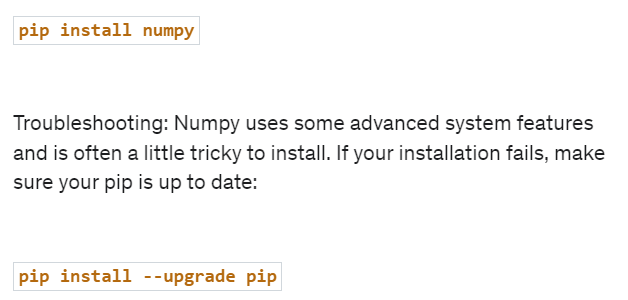 pip install numpy
Troubleshooting: Numpy uses some advanced system features
and is often a little tricky to install. If your installation fails, make
sure your pip is up to date:
pip install --upgrade pip